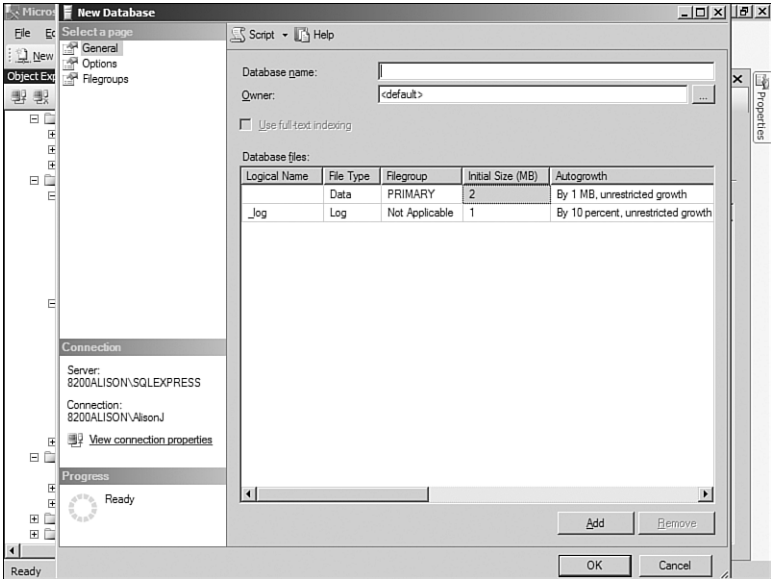 Micros
New Database
File
Select a page
General
Options
Filegroups
New
Object Exp
Script
Help
Properties
Database name:
Owner:
<default>
...
Use full-text indexing
Database files:
Logical Name File Type Filegroup Initial Size (MB) Autogrowth
Data PRIMARY 2 By 1 MB, unrestricted growth
_log Log Not Applicable 1 By 10 percent, unrestricted growth
Connection
Server:
8200ALISON\SQLEXPRESS
Connection:
8200ALISON\AlisonJ
View connection properties
Progress
Ready
Add
Remove
OK
Cancel
Ready